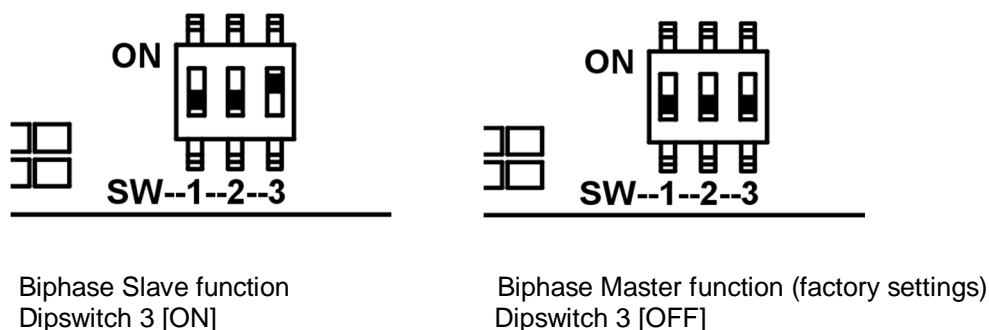 ON
SW--1--2--3
ON
SW--1--2--3
Biphase Slave function
Dipswitch 3 [ON]
Biphase Master function (factory settings)
Dipswitch 3 [OFF]